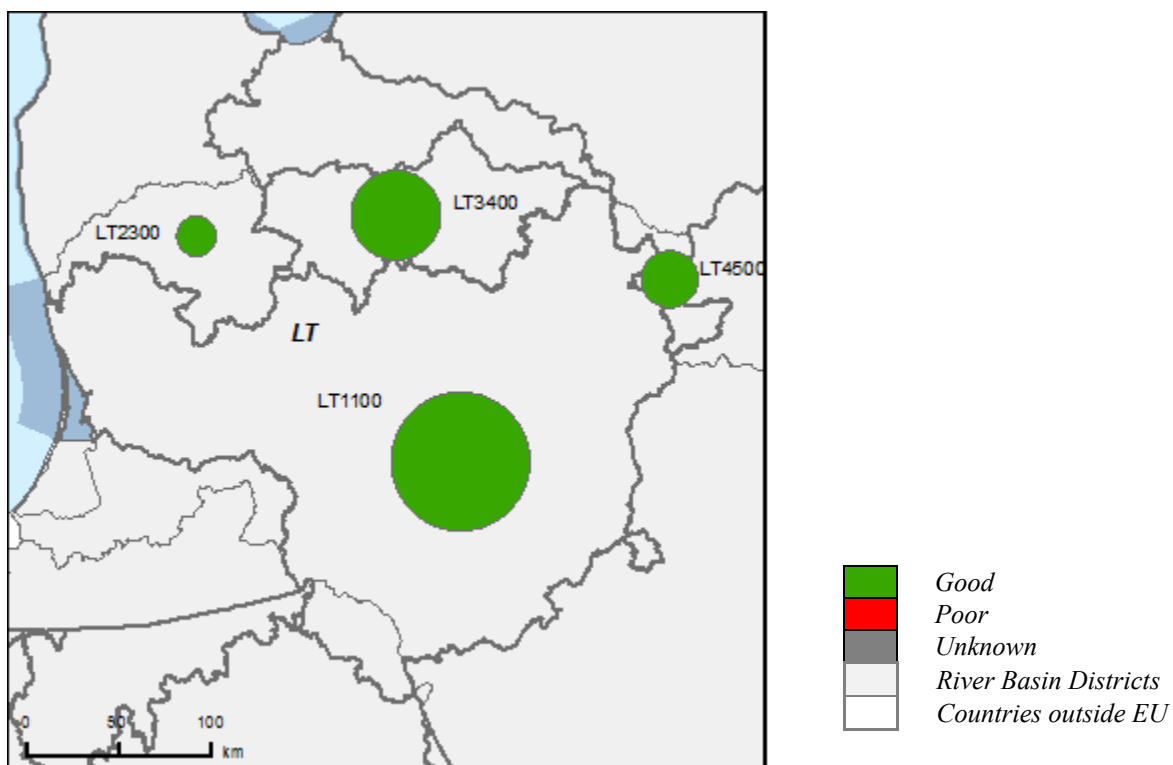 LT3400
LT2300
LT4500
LT
LT1100
0 50 100
km
Good
Poor
Unknown
River Basin Districts
Countries outside EU